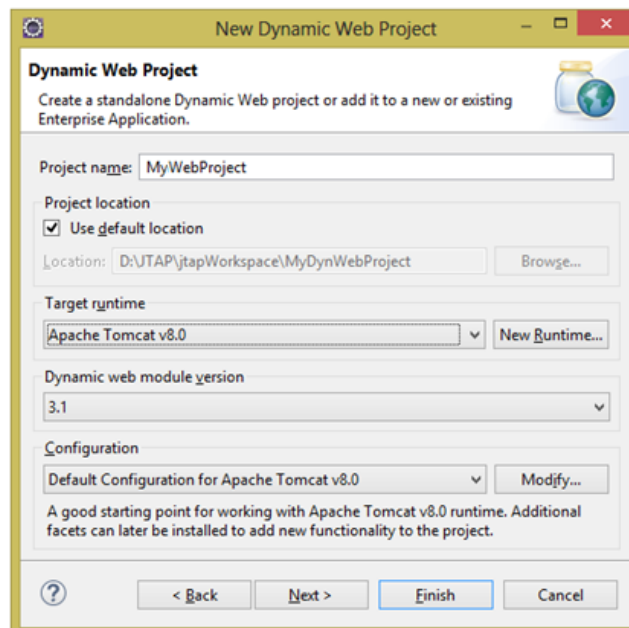 New Dynamic Web Project
Dynamic Web Project
Create a standalone Dynamic Web project or add it to a new or existing
Enterprise Application.
Project name: MyWebProject
Project location
Use default location
Location: D:\JTAP\jtapWorkspace\MyDynWebProject Browse...
Target runtime
Apache Tomcat v8.0 New Runtime...
Dynamic web module version
3.1
Configuration
Default Configuration for Apache Tomcat v8.0 Modify...
A good starting point for working with Apache Tomcat v8.0 runtime. Additional
facets can later be installed to add new functionality to the project.
? < Back Next > Finish Cancel